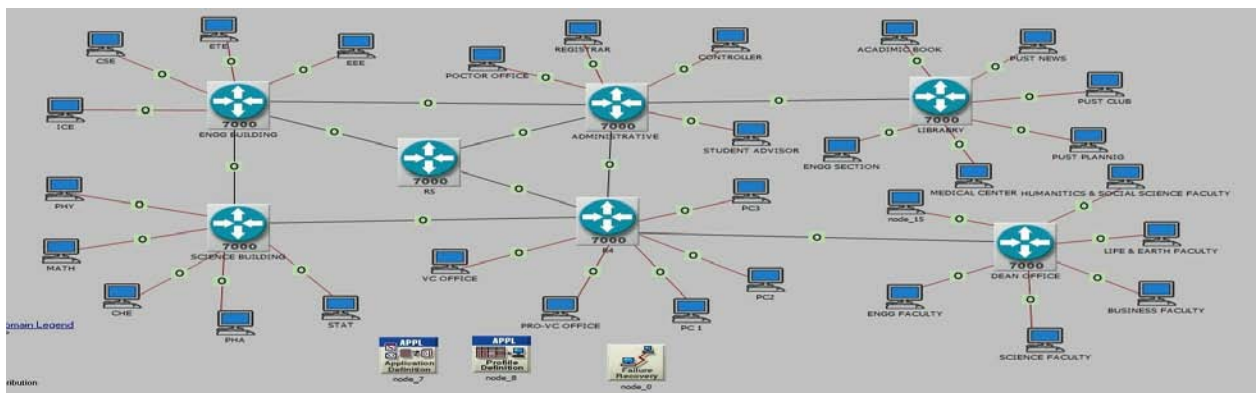 ETE
CSE
EEE
ICE
7000
ENGG BUILDING
REGISTRAR
POCTOR OFFICE
CONTROLLER
7000
ADMINISTRATIVE
STUDENT ADVISOR
ACADIMIC BOOK
PUST NEWS
PUST CLUB
7000
LIBRABRY
ENGG SECTION
PUST PLANNIG
MEDICAL CENTER
7000
R5
PHY
MATH
7000
SCIENCE BUILDING
CHE
PHA
STAT
PC3
7000
R4
VC OFFICE
PC2
PRO-VC OFFICE
PC 1
HUMANITICS & SOCIAL SCIENCE FACULTY
node_15
LIFE & EARTH FACULTY
7000
DEAN OFFICE
ENGG FACULTY
BUSINESS FACULTY
SCIENCE FACULTY
omain Legend
ribution
APPL
Application
Definition
node_7
APPL
Profile
Definition
node_8
Failure
Recovery
node_0